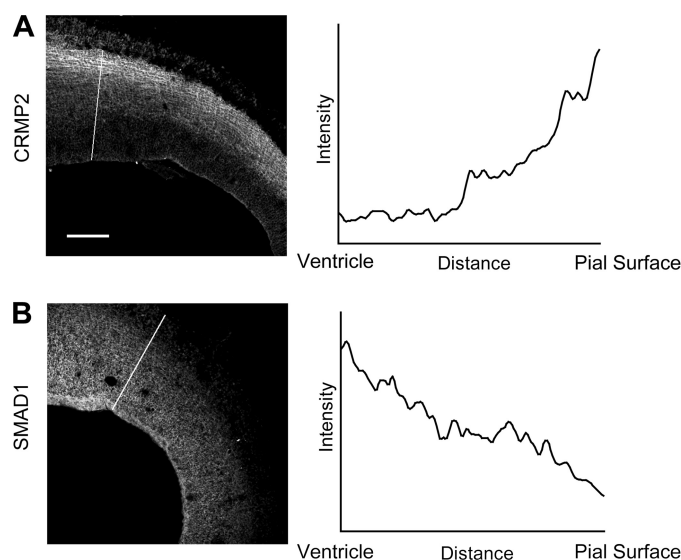 A
CRMP2
Intensity
Ventricle Distance Pial Surface
B
SMAD1
Intensity
Ventricle Distance Pial Surface